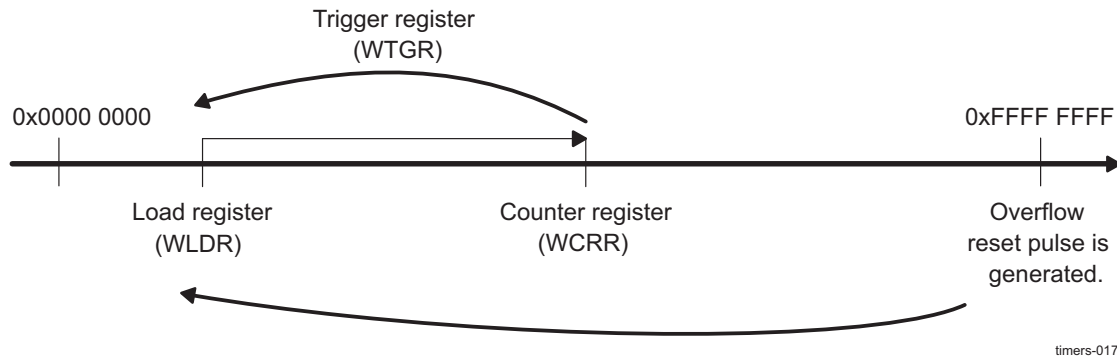 Trigger register
(WTGR)
0x0000 0000
0xFFFF FFFF
Load register
(WLDR)
Counter register
(WCRR)
Overflow
reset pulse is
generated.
timers-017